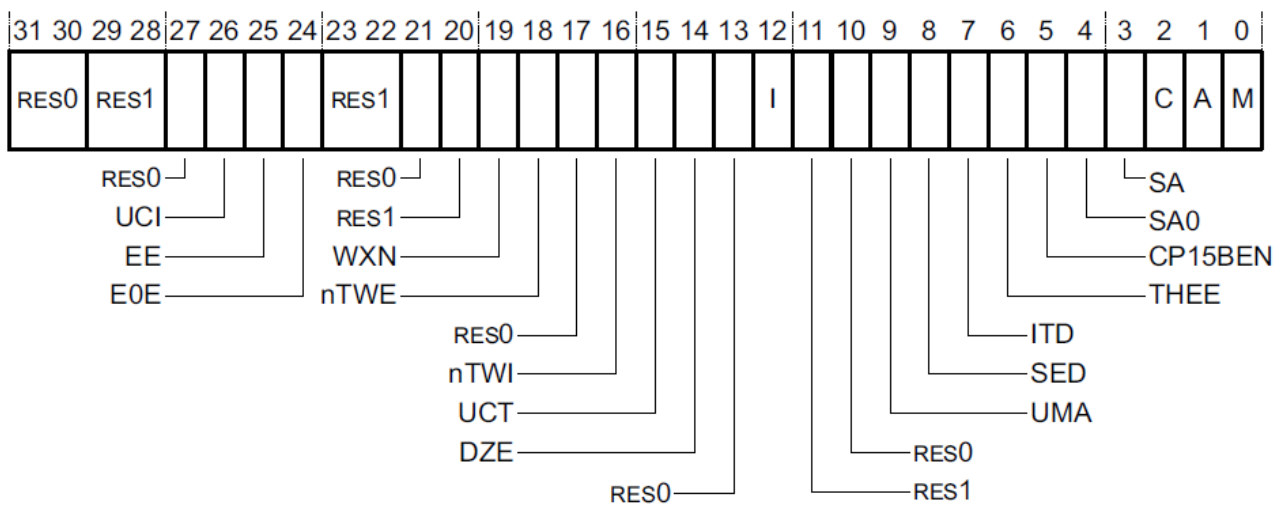 31 30 29 28 27 26 25 24 23 22 21 20 19 18 17 16 15 14 13 12 11 10 9 8 7 6 5 4 3 2 1 0
RES0 RES1 RES1 I C A M
RES0 RES0 SA
UCI RES1 SA0
EE WXN CP15BEN
E0E nTWE THEE
RES0 ITD
nTWI SED
UCT UMA
DZE RES0
RES0 RES1